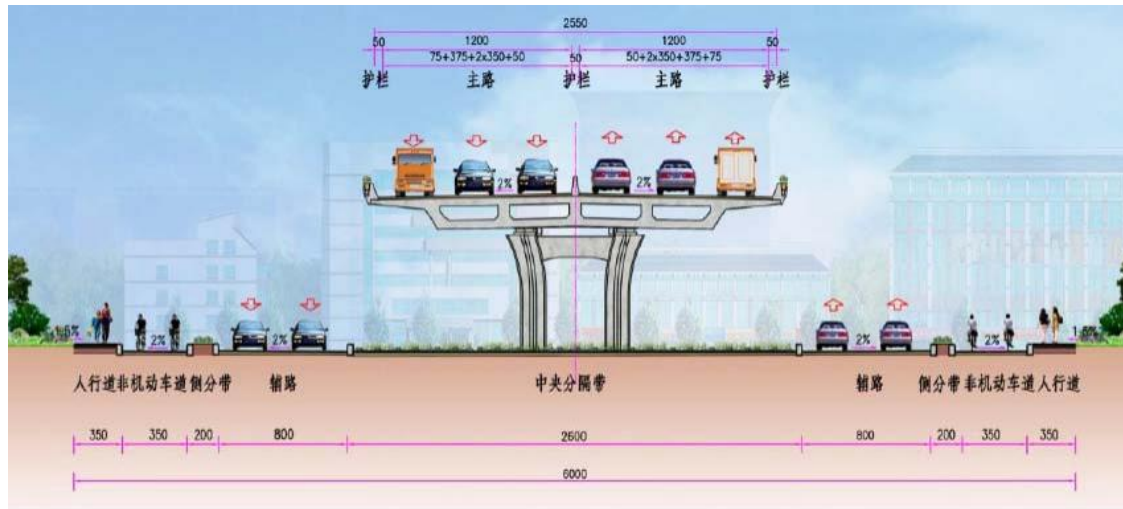 2550
50 1200 1200 50
75+375+2x350+50 50 50+2x350+375+75
护栏 主路 护栏 主路 护栏
2% 2%
1.5% 2% 2% 2% 2% 1.5%
人行道 非机动车道 侧分带 辅路 中央分隔带 辅路 侧分带 非机动车道 人行道
350 350 200 800 2600 800 200 350 350
6000